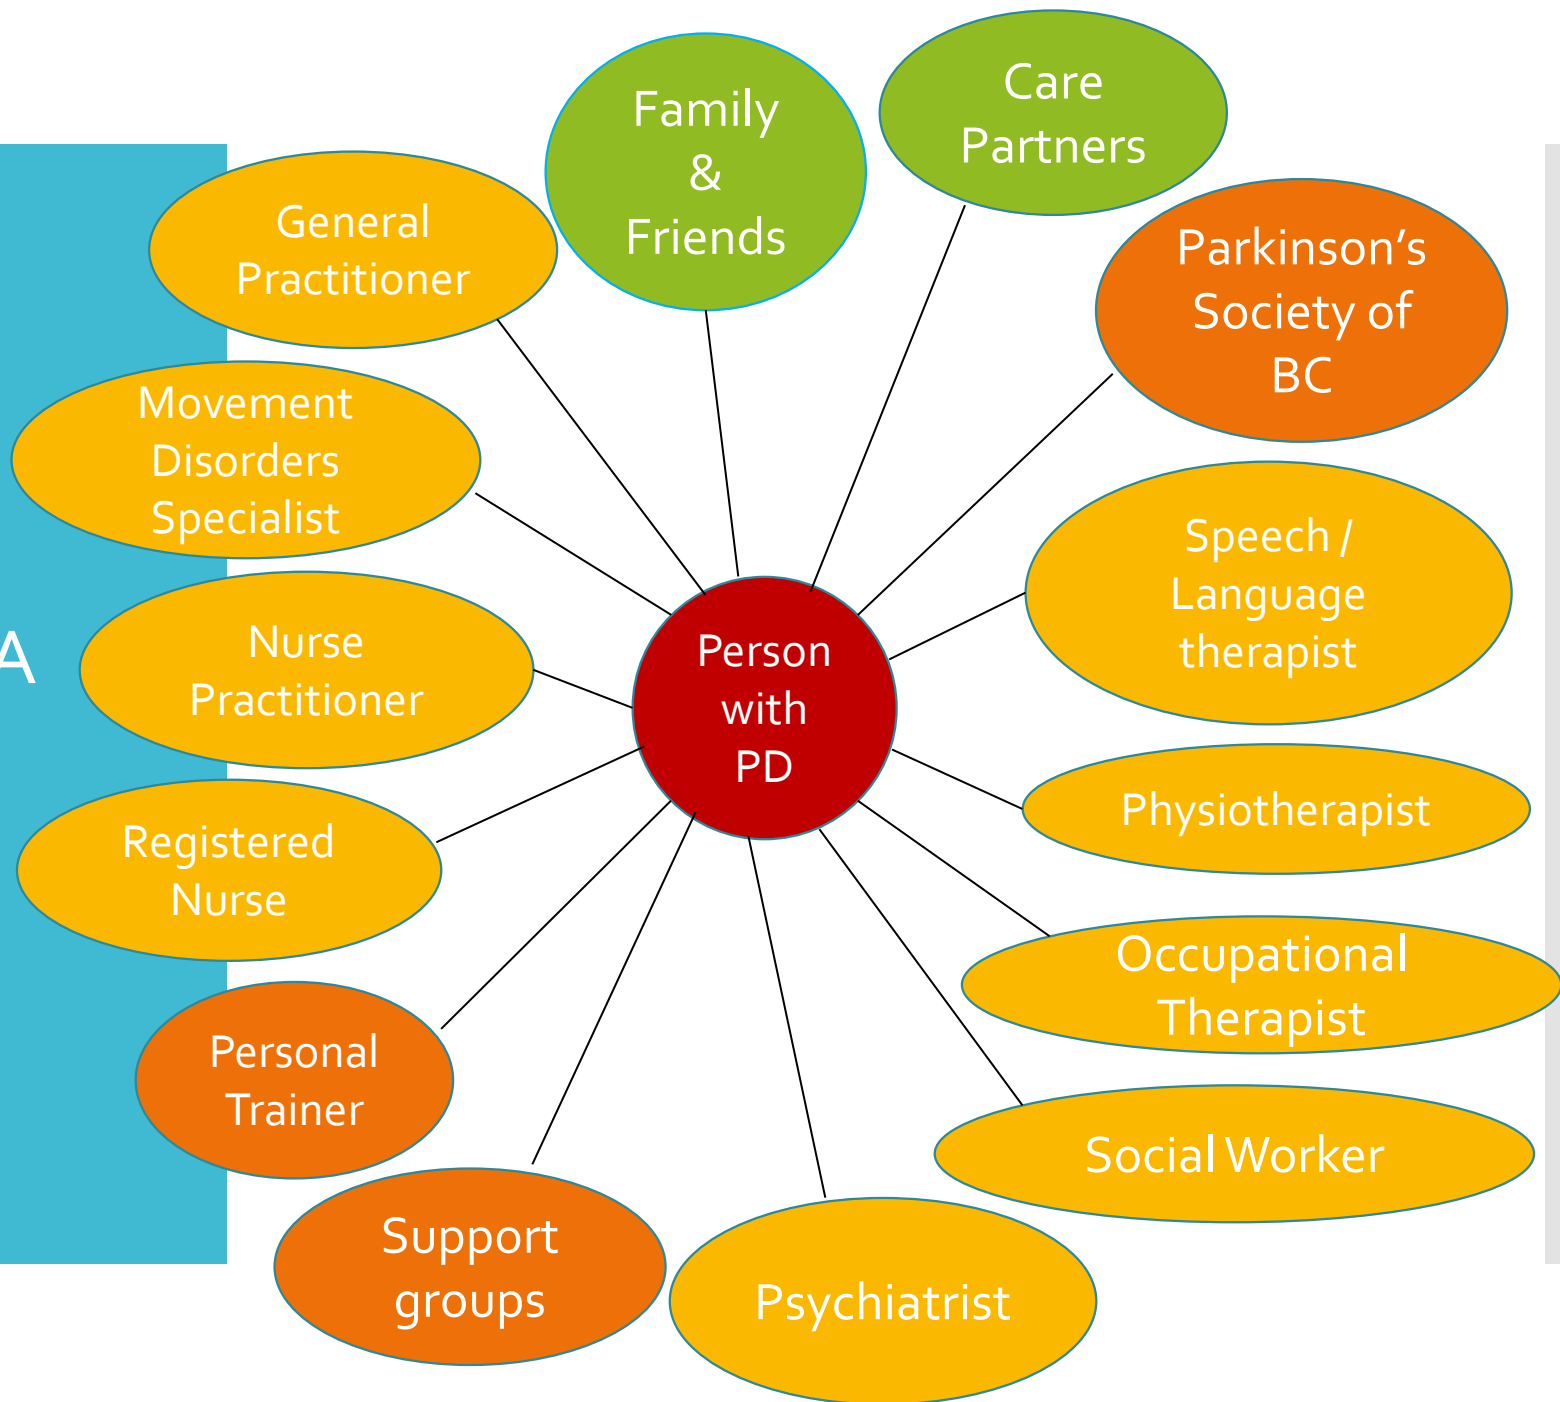 Family
&
Friends
Care
Partners
General
Practitioner
Parkinson’s
Society of
BC
Movement
Disorders
Specialist
Speech /
Language
therapist
A
Nurse
Practitioner
Person
with
PD
Physiotherapist
Registered
Nurse
Occupational
Therapist
Personal
Trainer
Social Worker
Support
groups
Psychiatrist